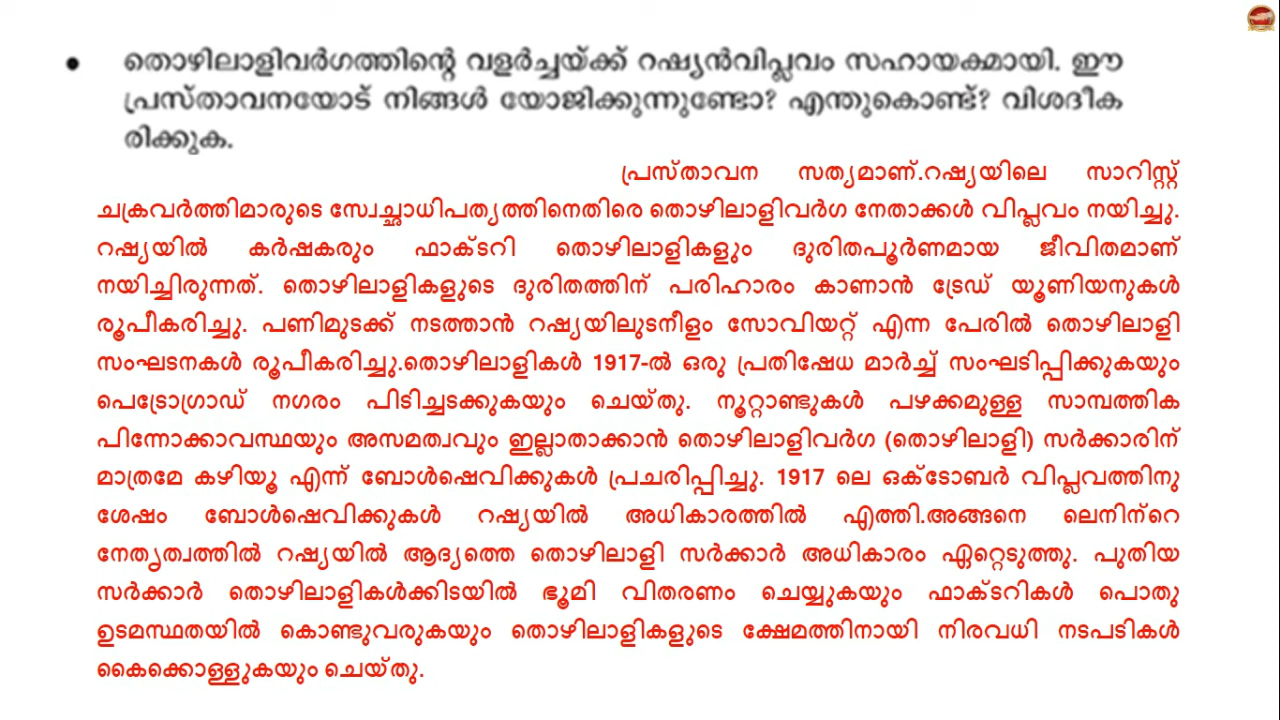 • തൊഴിലാളിവർഗത്തിന്റെ വളർച്ചയ്ക്ക് റഷ്യൻവിപ്ലവം സഹായകമായി. ഈ
പ്രസ്താവനയോട് നിങ്ങൾ യോജിക്കുന്നുണ്ടോ? എന്തുകൊണ്ട്? വിശദീക
രിക്കുക.
പ്രസ്താവന സത്യമാണ്.റഷ്യയിലെ സാറിസ്റ്റ്
ചക്രവർത്തിമാരുടെ സ്വേച്ഛാധിപത്യത്തിനെതിരെ തൊഴിലാളിവർഗ നേതാക്കൾ വിപ്ലവം നയിച്ചു.
റഷ്യയിൽ കർഷകരും ഫാക്ടറി തൊഴിലാളികളും ദുരിതപൂർണമായ ജീവിതമാണ്
നയിച്ചിരുന്നത്. തൊഴിലാളികളുടെ ദുരിതത്തിന് പരിഹാരം കാണാൻ ട്രേഡ് യൂണിയനുകൾ
രൂപീകരിച്ചു. പണിമുടക്ക് നടത്താൻ റഷ്യയിലുടനീളം സോവിയറ്റ് എന്ന പേരിൽ തൊഴിലാളി
സംഘടനകൾ രൂപീകരിച്ചു.തൊഴിലാളികൾ 1917-ൽ ഒരു പ്രതിഷേധ മാർച്ച് സംഘടിപ്പിക്കുകയും
പെട്രോഗ്രാഡ് നഗരം പിടിച്ചടക്കുകയും ചെയ്തു. നൂറ്റാണ്ടുകൾ പഴക്കമുള്ള സാമ്പത്തിക
പിന്നോക്കാവസ്ഥയും അസമത്വവും ഇല്ലാതാക്കാൻ തൊഴിലാളിവർഗ (തൊഴിലാളി) സർക്കാരിന്
മാത്രമേ കഴിയൂ എന്ന് ബോൾഷെവിക്കുകൾ പ്രചരിപ്പിച്ചു. 1917 ലെ ഒക്ടോബർ വിപ്ലവത്തിനു
ശേഷം ബോൾഷെവിക്കുകൾ റഷ്യയിൽ അധികാരത്തിൽ എത്തി.അങ്ങനെ ലെനിന്റെ
നേതൃത്വത്തിൽ റഷ്യയിൽ ആദ്യത്തെ തൊഴിലാളി സർക്കാർ അധികാരം ഏറ്റെടുത്തു. പുതിയ
സർക്കാർ തൊഴിലാളികൾക്കിടയിൽ ഭൂമി വിതരണം ചെയ്യുകയും ഫാക്ടറികൾ പൊതു
ഉടമസ്ഥതയിൽ കൊണ്ടുവരുകയും തൊഴിലാളികളുടെ ക്ഷേമത്തിനായി നിരവധി നടപടികൾ
കൈക്കൊള്ളുകയും ചെയ്തു.